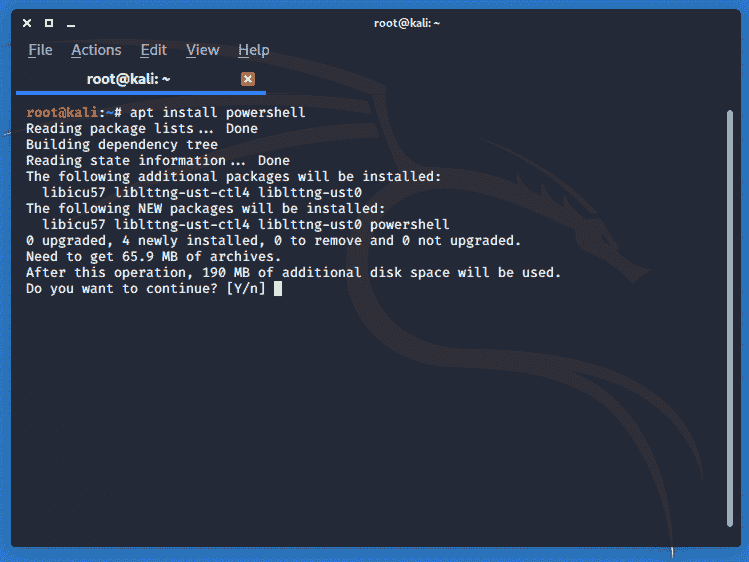 root@kali: ~
File Actions Edit View Help
root@kali: ~
root@kali:~# apt install powershell
Reading package lists... Done
Building dependency tree
Reading state information... Done
The following additional packages will be installed:
  libicu57 liblttng-ust-ctl4 liblttng-ust0
The following NEW packages will be installed:
  libicu57 liblttng-ust-ctl4 liblttng-ust0 powershell
0 upgraded, 4 newly installed, 0 to remove and 0 not upgraded.
Need to get 65.9 MB of archives.
After this operation, 190 MB of additional disk space will be used.
Do you want to continue? [Y/n]